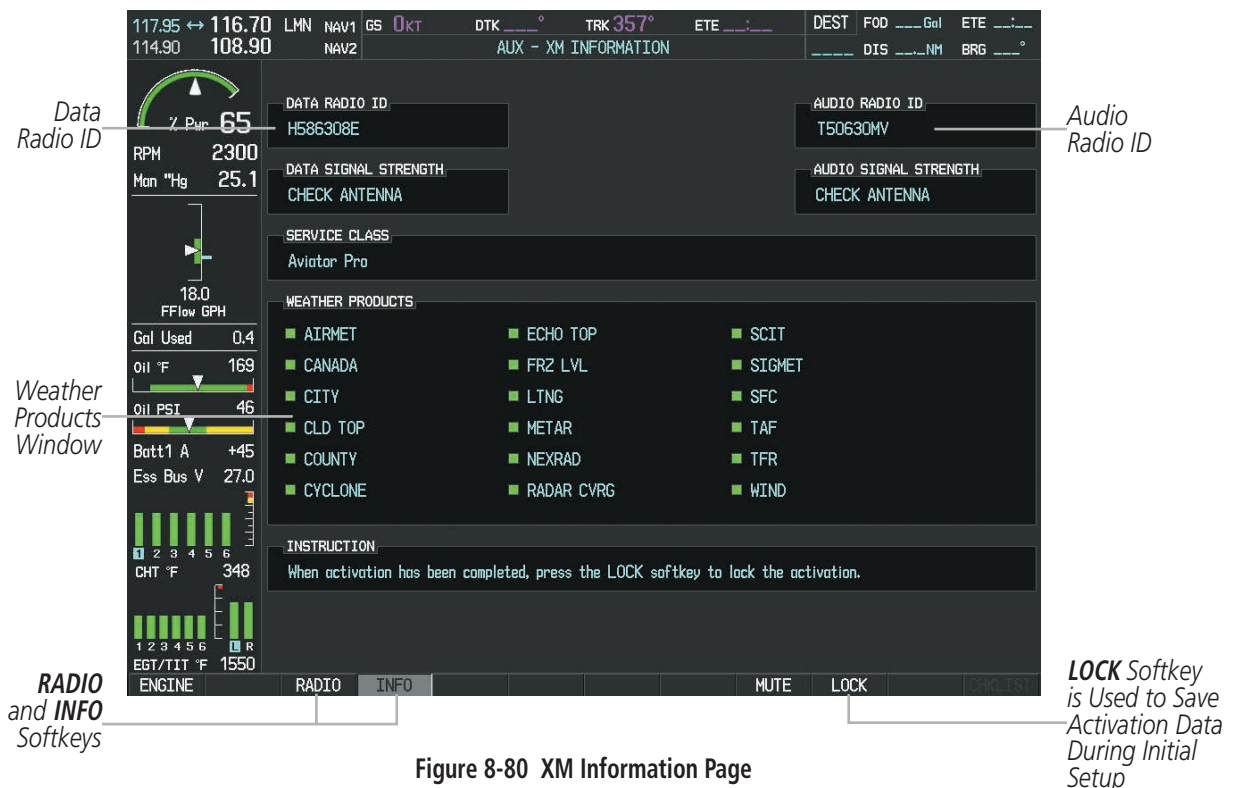 117.95 ↔ 116.70 LMN NAV1 GS 0KT DTK ___° TRK 357° ETE __:__ DEST FOD ___Gal ETE __:__
114.90 108.90 NAV2 AUX - XM INFORMATION ____ DIS __._NM BRG ___°
Data
Radio ID
% Pwr 65
RPM 2300
Man "Hg 25.1
18.0
FFlow GPH
Gal Used 0.4
Oil °F 169
Oil PSI 46
Batt1 A +45
Ess Bus V 27.0
1 2 3 4 5 6
CHT °F 348
1 2 3 4 5 6 L R
EGT/TIT °F 1550
DATA RADIO ID
H586308E
AUDIO RADIO ID
T50630MV
Audio
Radio ID
DATA SIGNAL STRENGTH
CHECK ANTENNA
AUDIO SIGNAL STRENGTH
CHECK ANTENNA
SERVICE CLASS
Aviator Pro
WEATHER PRODUCTS
AIRMET ECHO TOP SCIT
CANADA FRZ LVL SIGMET
CITY LTNG SFC
CLD TOP METAR TAF
COUNTY NEXRAD TFR
CYCLONE RADAR CVRG WIND
Weather
Products
Window
INSTRUCTION
When activation has been completed, press the LOCK softkey to lock the activation.
ENGINE RADIO INFO MUTE LOCK CHKLIST
RADIO
and INFO
Softkeys
LOCK Softkey
is Used to Save
Activation Data
During Initial
Setup
Figure 8-80 XM Information Page